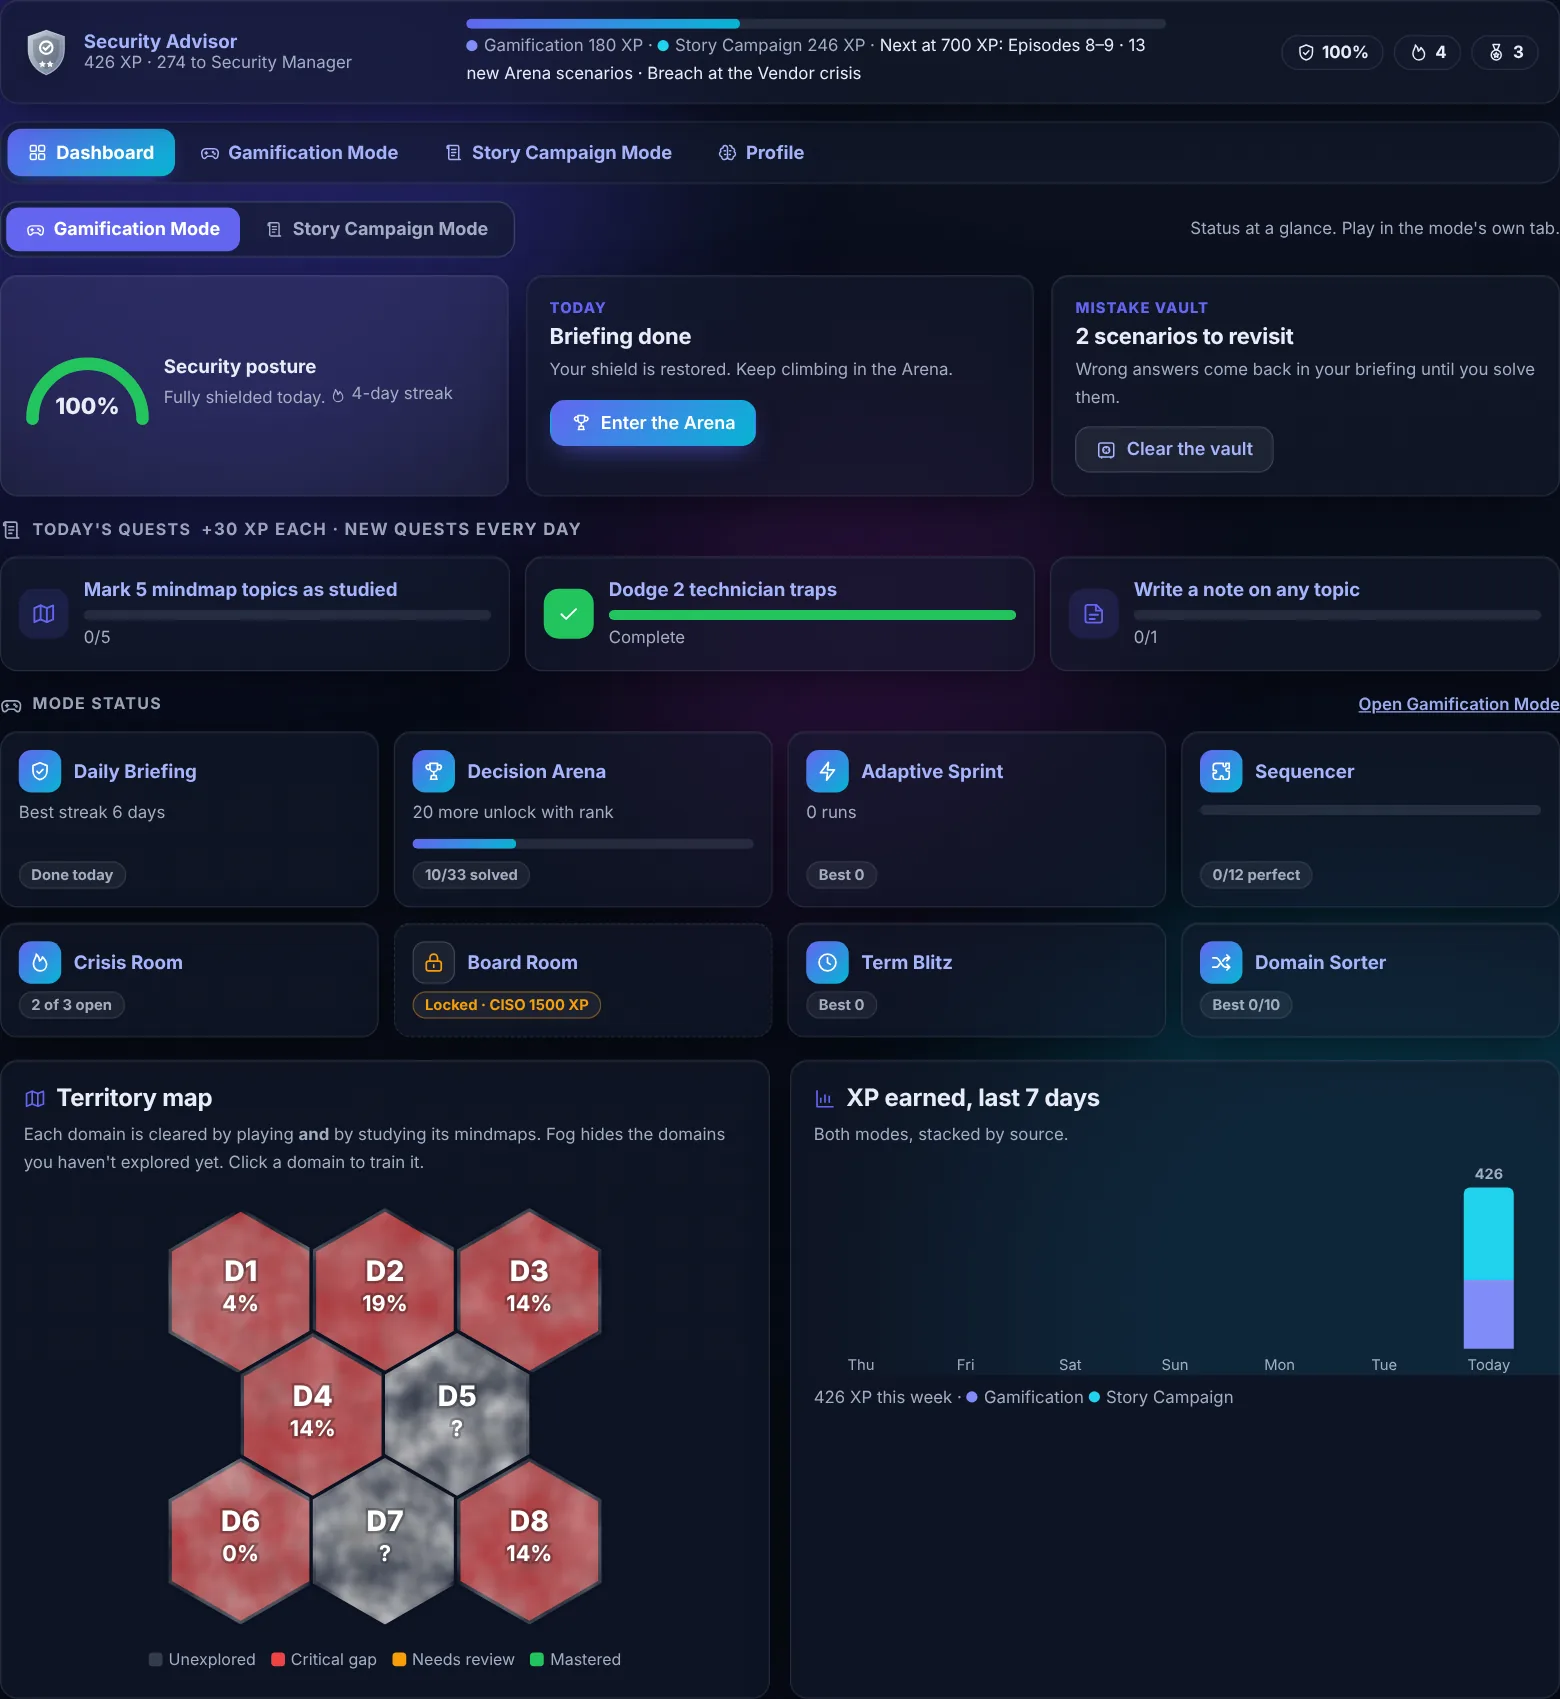 Security Advisor
426 XP · 274 to Security Manager
Gamification 180 XP · Story Campaign 246 XP · Next at 700 XP: Episodes 8–9 · 13
new Arena scenarios · Breach at the Vendor crisis
100%
4
3
Dashboard
Gamification Mode
Story Campaign Mode
Profile
Gamification Mode
Story Campaign Mode
Status at a glance. Play in the mode's own tab.
100%
Security posture
Fully shielded today. 4-day streak
TODAY
Briefing done
Your shield is restored. Keep climbing in the Arena.
Enter the Arena
MISTAKE VAULT
2 scenarios to revisit
Wrong answers come back in your briefing until you solve
them.
Clear the vault
TODAY'S QUESTS +30 XP EACH · NEW QUESTS EVERY DAY
Mark 5 mindmap topics as studied
0/5
Dodge 2 technician traps
Complete
Write a note on any topic
0/1
MODE STATUS
Open Gamification Mode
Daily Briefing
Best streak 6 days
Done today
Decision Arena
20 more unlock with rank
10/33 solved
Adaptive Sprint
0 runs
Best 0
Sequencer
0/12 perfect
Crisis Room
2 of 3 open
Board Room
Locked · CISO 1500 XP
Term Blitz
Best 0
Domain Sorter
Best 0/10
Territory map
Each domain is cleared by playing and by studying its mindmaps. Fog hides the domains
you haven't explored yet. Click a domain to train it.
D1
4%
D2
19%
D3
14%
D4
14%
D5
?
D6
0%
D7
?
D8
14%
Unexplored
Critical gap
Needs review
Mastered
XP earned, last 7 days
Both modes, stacked by source.
426
Thu
Fri
Sat
Sun
Mon
Tue
Today
426 XP this week · Gamification Story Campaign